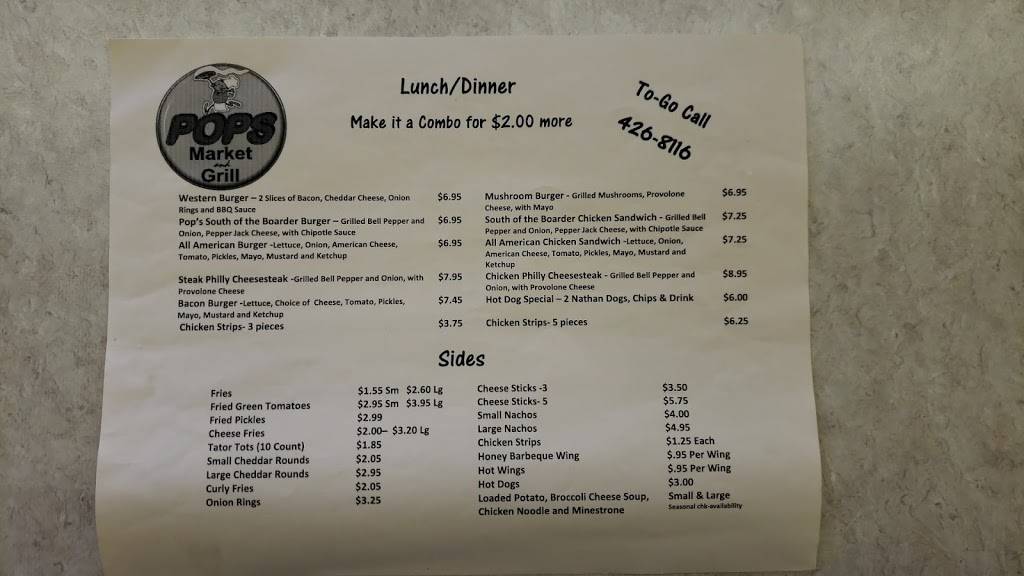 POPS
Market
and
Grill
Lunch/Dinner
Make it a Combo for $2.00 more
To-Go Call
426-8116
Western Burger – 2 Slices of Bacon, Cheddar Cheese, Onion $6.95
Rings and BBQ Sauce
Pop's South of the Boarder Burger – Grilled Bell Pepper and $6.95
Onion, Pepper Jack Cheese, with Chipotle Sauce
All American Burger -Lettuce, Onion, American Cheese, $6.95
Tomato, Pickles, Mayo, Mustard and Ketchup
Steak Philly Cheesesteak -Grilled Bell Pepper and Onion, with $7.95
Provolone Cheese
Bacon Burger -Lettuce, Choice of Cheese, Tomato, Pickles, $7.45
Mayo, Mustard and Ketchup
Chicken Strips- 3 pieces $3.75
Mushroom Burger - Grilled Mushrooms, Provolone $6.95
Cheese, with Mayo
South of the Boarder Chicken Sandwich - Grilled Bell $7.25
Pepper and Onion, Pepper Jack Cheese, with Chipotle Sauce
All American Chicken Sandwich -Lettuce, Onion, $7.25
American Cheese, Tomato, Pickles, Mayo, Mustard and
Ketchup
Chicken Philly Cheesesteak - Grilled Bell Pepper and $8.95
Onion, with Provolone Cheese
Hot Dog Special – 2 Nathan Dogs, Chips & Drink $6.00
Chicken Strips- 5 pieces $6.25
Sides
Fries $1.55 Sm $2.60 Lg
Fried Green Tomatoes $2.95 Sm $3.95 Lg
Fried Pickles $2.99
Cheese Fries $2.00– $3.20 Lg
Tator Tots (10 Count) $1.85
Small Cheddar Rounds $2.05
Large Cheddar Rounds $2.95
Curly Fries $2.05
Onion Rings $3.25
Cheese Sticks -3 $3.50
Cheese Sticks- 5 $5.75
Small Nachos $4.00
Large Nachos $4.95
Chicken Strips $1.25 Each
Honey Barbeque Wing $.95 Per Wing
Hot Wings $.95 Per Wing
Hot Dogs $3.00
Loaded Potato, Broccoli Cheese Soup, Small & Large
Chicken Noodle and Minestrone Seasonal chk-availability